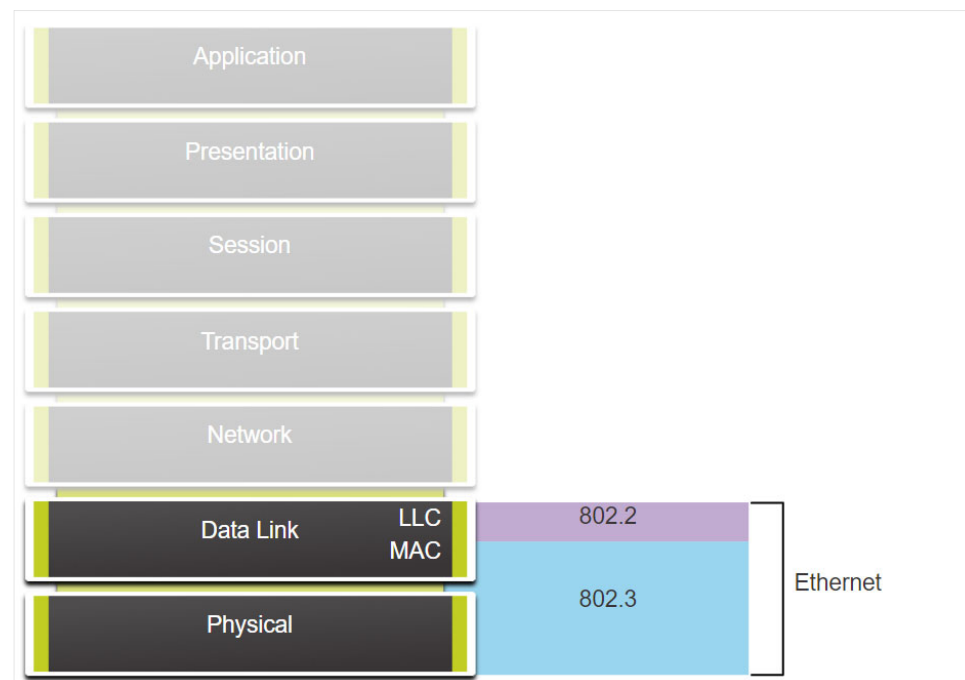 Application
Presentation
Session
Transport
Network
Data Link
LLC
MAC
802.2
802.3
Ethernet
Physical